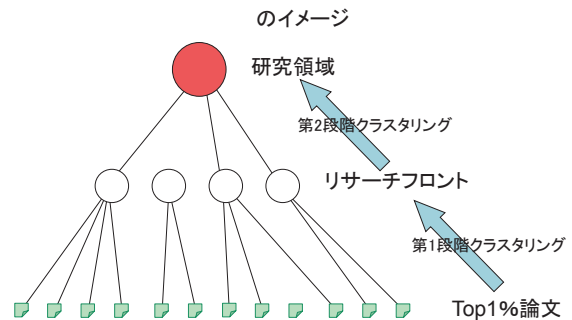 のイメージ
研究領域
第2段階クラスタリング
リサーチフロント
第1段階クラスタリング
Top1%論文